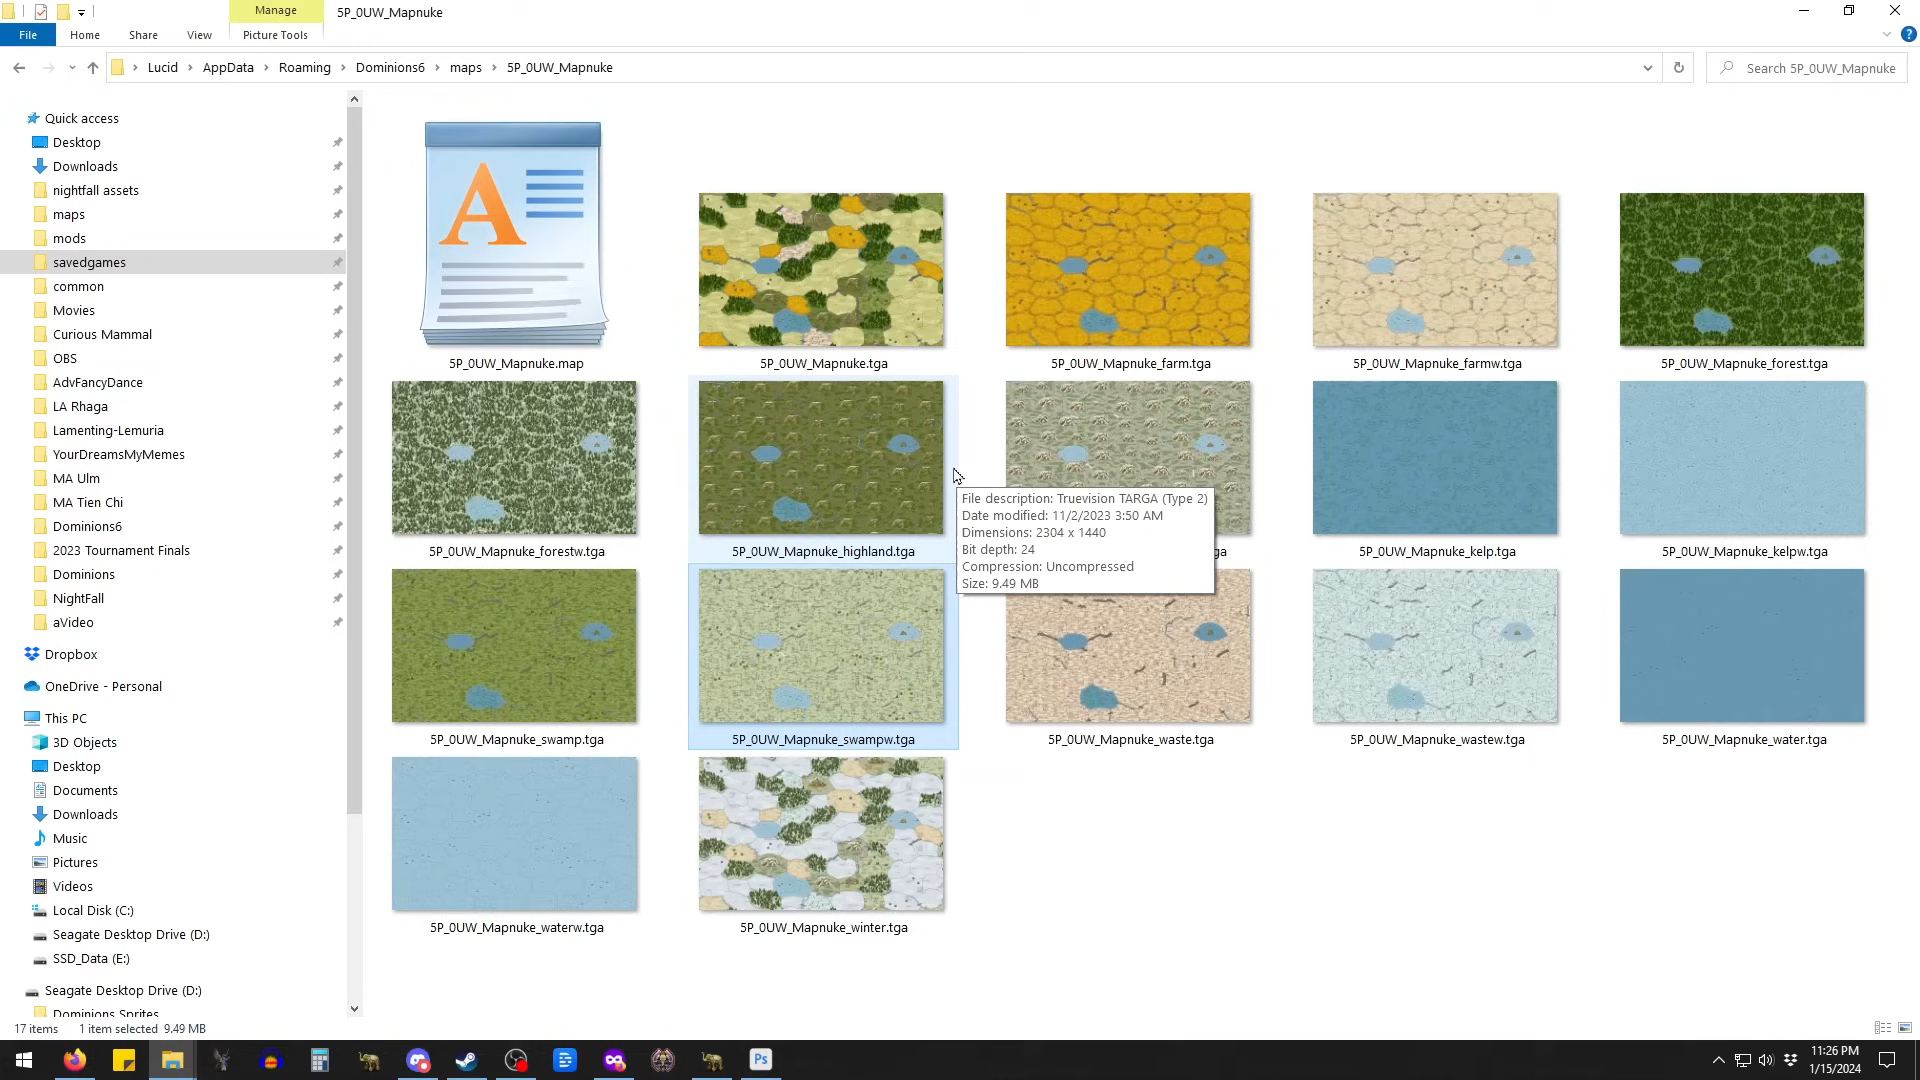 Manage
5P_0UW_Mapnuke
File
Home
Share
View
Picture Tools
Lucid
AppData
Roaming
Dominions6
maps
5P_0UW_Mapnuke
Search 5P_0UW_Mapnuke
Quick access
Desktop
Downloads
nightfall assets
maps
mods
savedgames
common
Movies
Curious Mammal
OBS
AdvFancyDance
LA Rhaga
Lamenting-Lemuria
YourDreamsMyMemes
MA Ulm
MA Tien Chi
Dominions6
2023 Tournament Finals
Dominions
NightFall
aVideo
Dropbox
OneDrive - Personal
This PC
3D Objects
Desktop
Documents
Downloads
Music
Pictures
Videos
Local Disk (C:)
Seagate Desktop Drive (D:)
SSD_Data (E:)
Seagate Desktop Drive (D:)
Dominions Sprites
A
5P_0UW_Mapnuke.map
5P_0UW_Mapnuke.tga
5P_0UW_Mapnuke_farm.tga
5P_0UW_Mapnuke_farmw.tga
5P_0UW_Mapnuke_forest.tga
5P_0UW_Mapnuke_forestw.tga
5P_0UW_Mapnuke_highland.tga
ga
5P_0UW_Mapnuke_kelp.tga
5P_0UW_Mapnuke_kelpw.tga
File description: Truevision TARGA (Type 2)
Date modified: 11/2/2023 3:50 AM
Dimensions: 2304 x 1440
Bit depth: 24
Compression: Uncompressed
Size: 9.49 MB
5P_0UW_Mapnuke_swamp.tga
5P_0UW_Mapnuke_swampw.tga
5P_0UW_Mapnuke_waste.tga
5P_0UW_Mapnuke_wastew.tga
5P_0UW_Mapnuke_water.tga
5P_0UW_Mapnuke_waterw.tga
5P_0UW_Mapnuke_winter.tga
17 items
1 item selected 9.49 MB
Ps
11:26 PM
1/15/2024